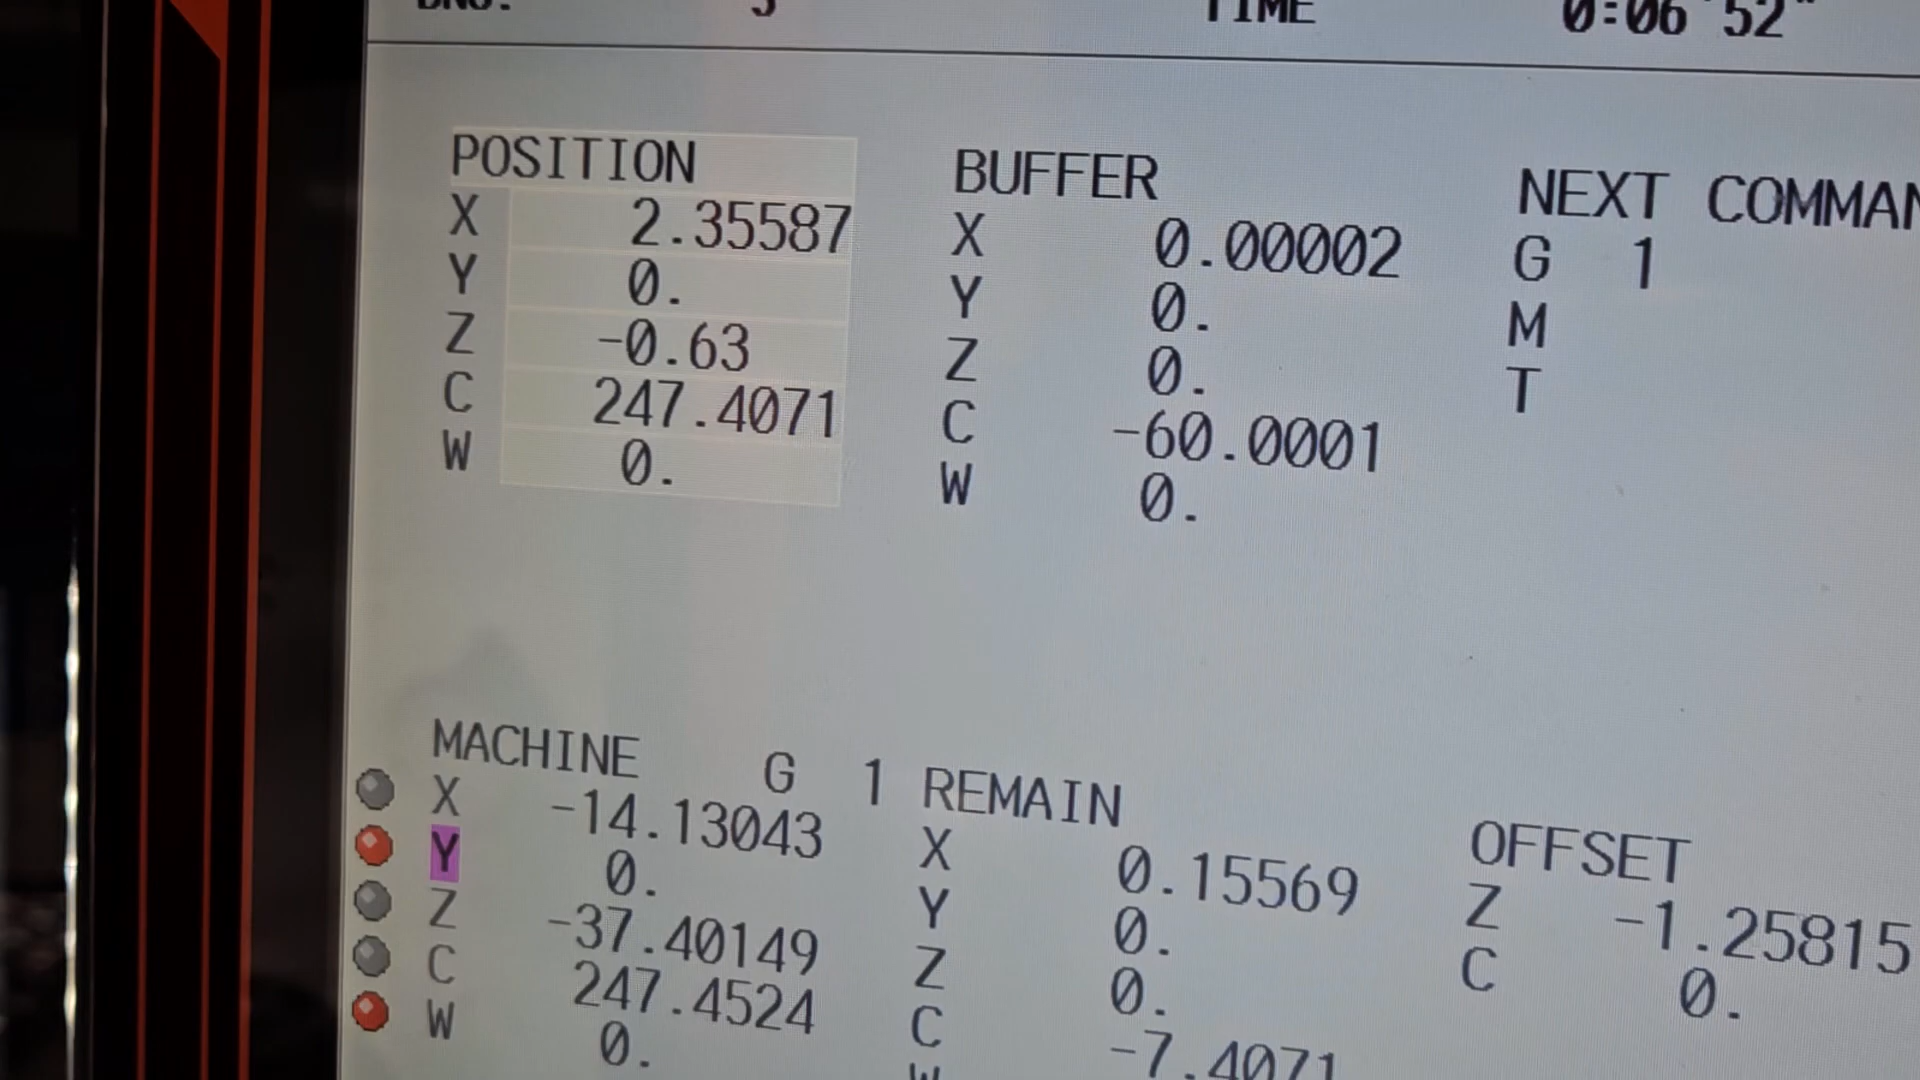 TIME 0:06'52"
POSITION
X 2.35587
Y 0.
Z -0.63
C 247.4071
W 0.
BUFFER
X 0.00002
Y 0.
Z 0.
C -60.0001
W 0.
NEXT COMMAN
G 1
M
T
MACHINE G 1
X -14.13043
Y 0.
Z -37.40149
C 247.4524
W 0.
REMAIN
X 0.15569
Y 0.
Z 0.
C -7.4071
W
OFFSET
Z -1.25815
C 0.